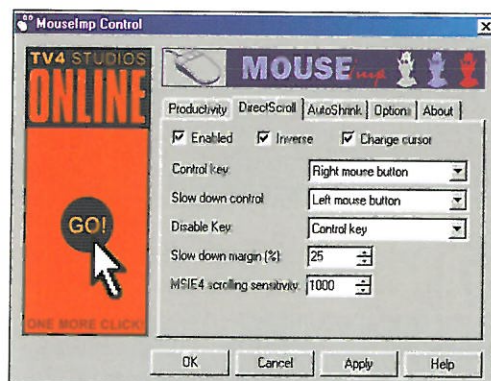 MouseImp Control
TV4 STUDIOS
ONLINE
GO!
ONE MORE CLICK!
MOUSE imp
Productivity DirectScroll AutoShrink Options About
Enabled Inverse Change cursor
Control key: Right mouse button
Slow down control: Left mouse button
Disable Key: Control key
Slow down margin (%): 25
MSIE4 scrolling sensitivity: 1000
OK Cancel Apply Help